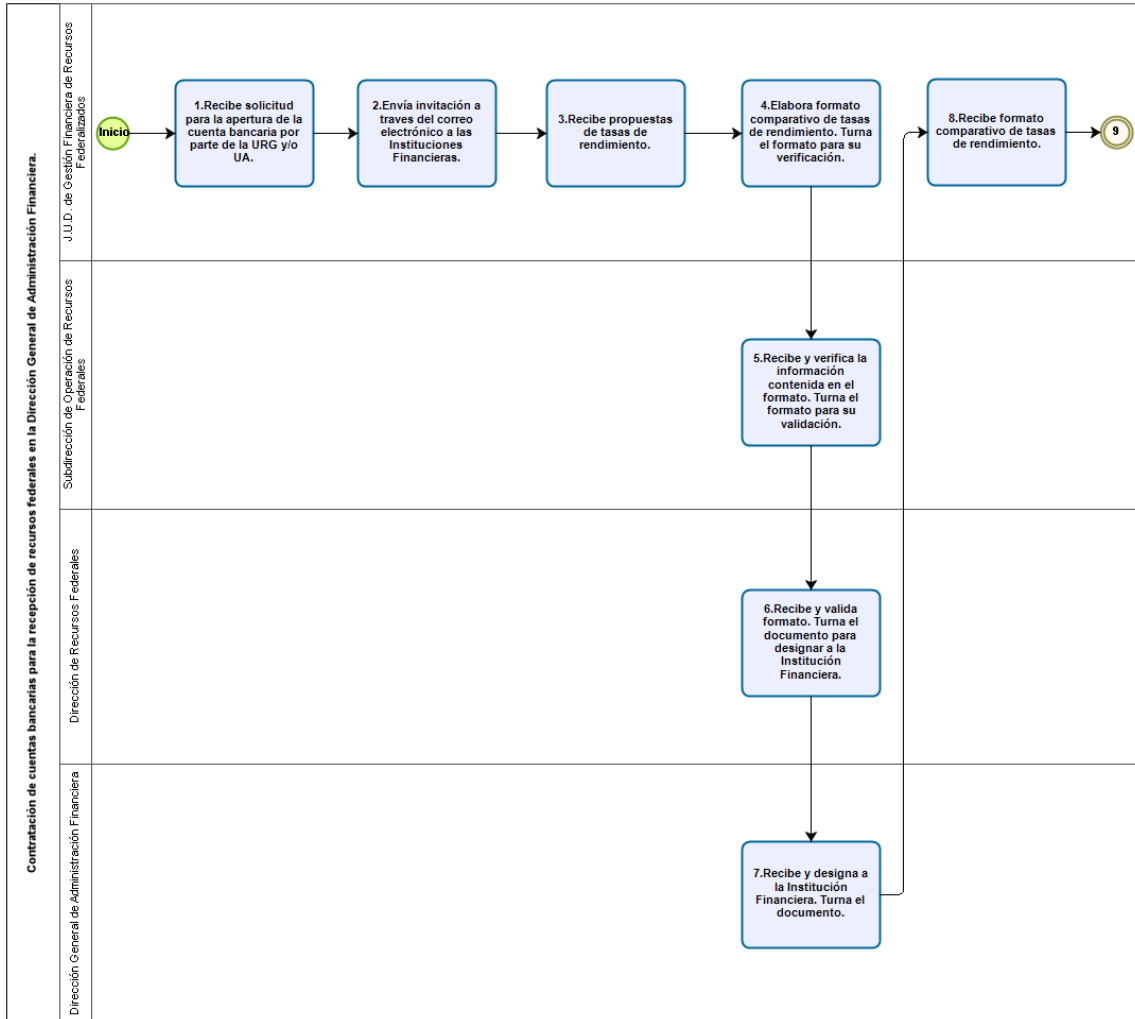 Contratación de cuentas bancarias para la recepción de recursos federales en la Dirección General de Administración Financiera.
J.U.D. de Gestión Financiera de Recursos
Federalizados
Inicio
1.Recibe solicitud
para la apertura de la
cuenta bancaria por
parte de la URG y/o
UA.
2.Envía invitación a
traves del correo
electrónico a las
Instituciones
Financieras.
3.Recibe propuestas
de tasas de
rendimiento.
4.Elabora formato
comparativo de tasas
de rendimiento. Turna
el formato para su
verificación.
8.Recibe formato
comparativo de tasas
de rendimiento.
9
Subdirección de Operación de Recursos
Federales
5.Recibe y verifica la
información
contenida en el
formato. Turna el
formato para su
validación.
Dirección de Recursos Federales
6.Recibe y valida
formato. Turna el
documento para
designar a la
Institución
Financiera.
Dirección General de Administración Financiera
7.Recibe y designa a
la Institución
Financiera. Turna el
documento.